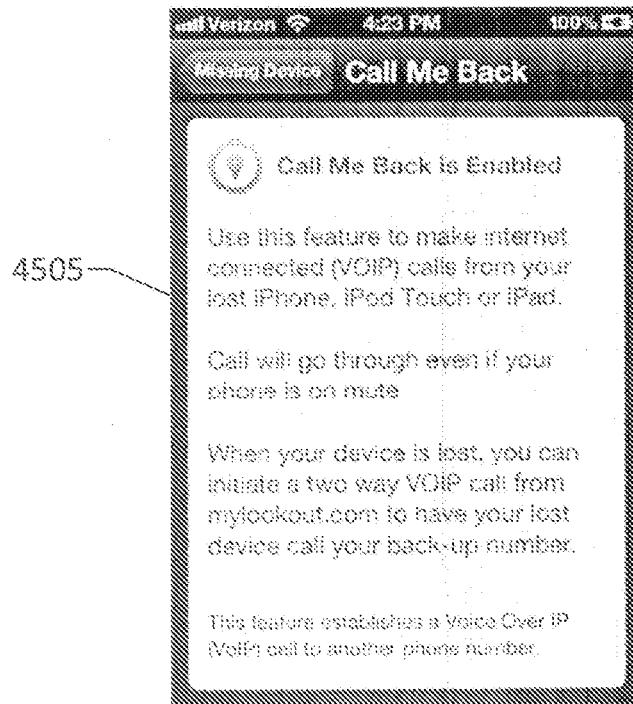 Verizon 4:23 PM 100%
Missing Device Call Me Back
Call Me Back is Enabled
4505
Use this feature to make internet
connected (VOIP) calls from your
lost iPhone, iPod Touch or iPad.
Call will go through even if your
phone is on mute
When your device is lost, you can
initiate a two way VOIP call from
mylookout.com to have your lost
device call your back-up number.
This feature establishes a Voice Over IP
(VoIP) call to another phone number.